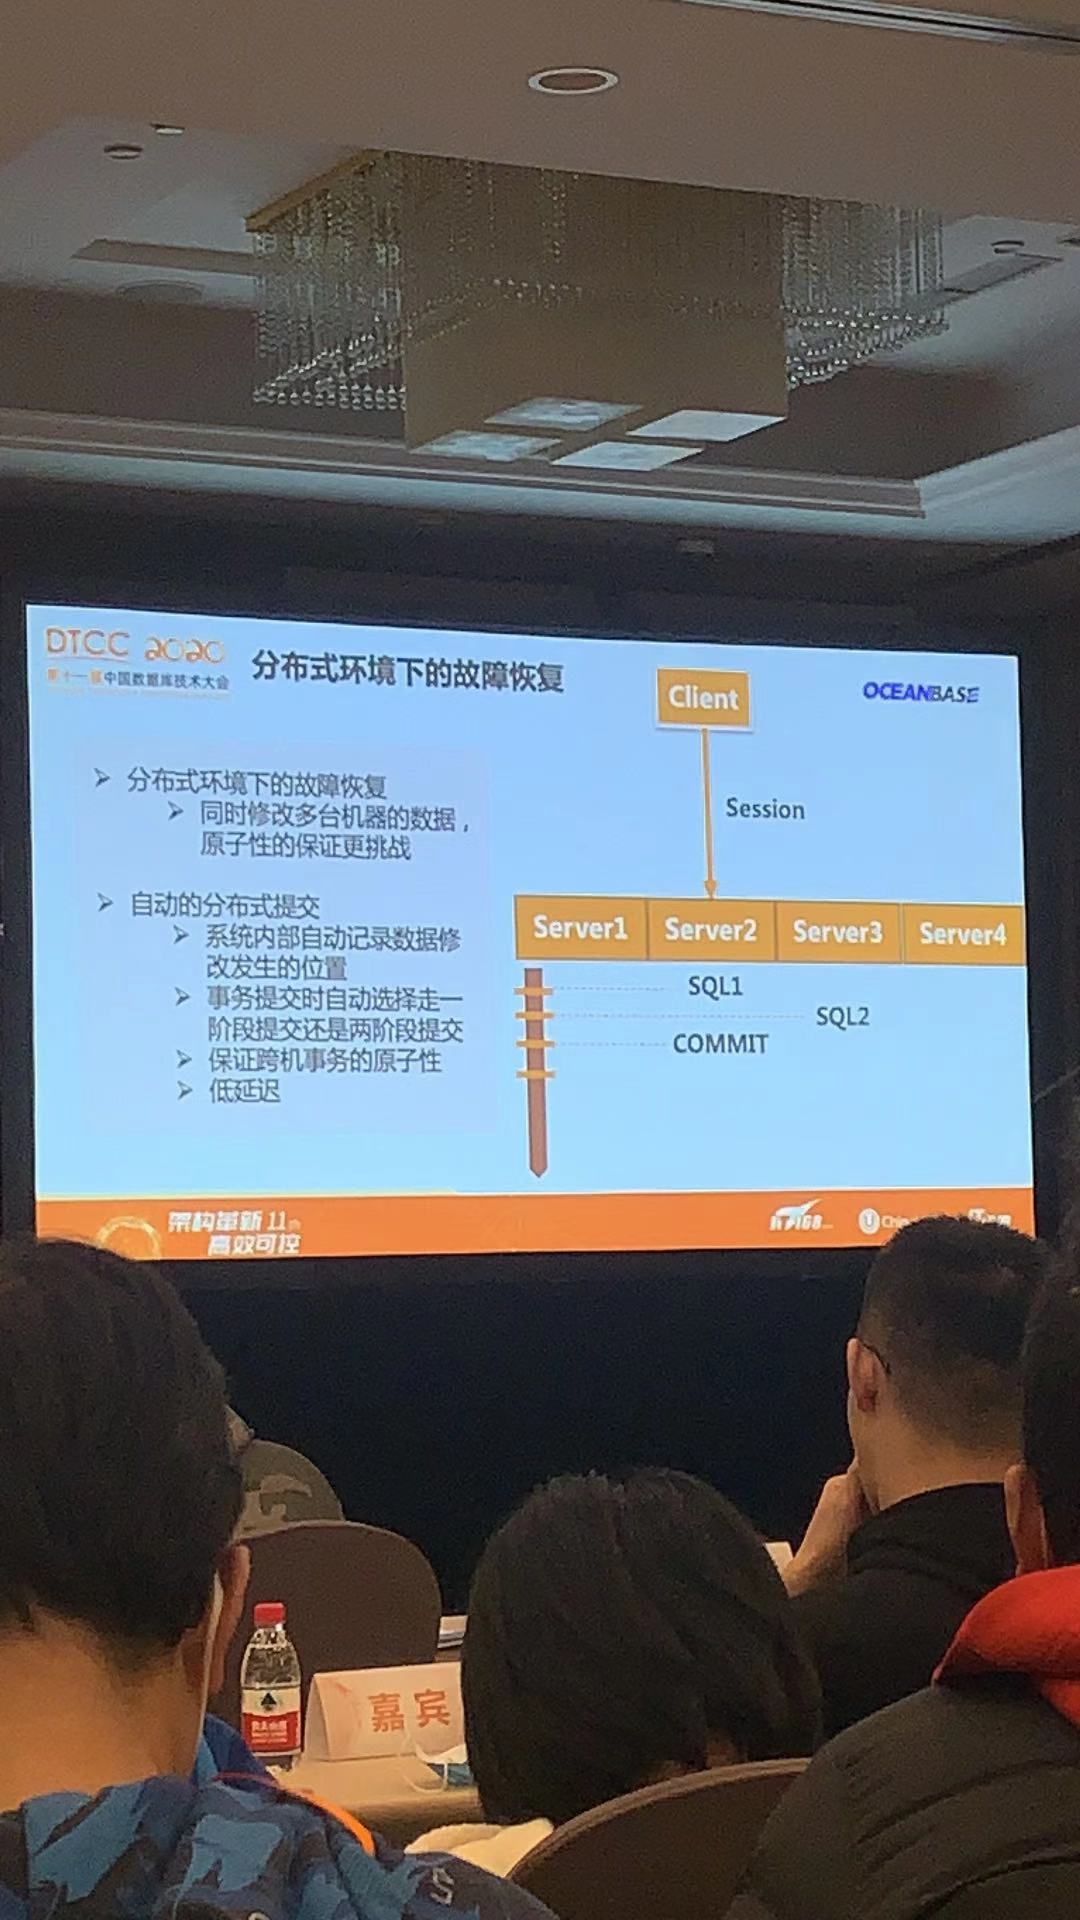 DTCC 2020
第十一届中国数据库技术大会
分布式环境下的故障恢复
OCEANBASE
Client
Session
分布式环境下的故障恢复
同时修改多台机器的数据，
原子性的保证更挑战
自动的分布式提交
系统内部自动记录数据修
改发生的位置
事务提交时自动选择走一
阶段提交还是两阶段提交
保证跨机事务的原子性
低延迟
Server1
Server2
Server3
Server4
SQL1
SQL2
COMMIT
架构革新
高效可控
嘉宾
S